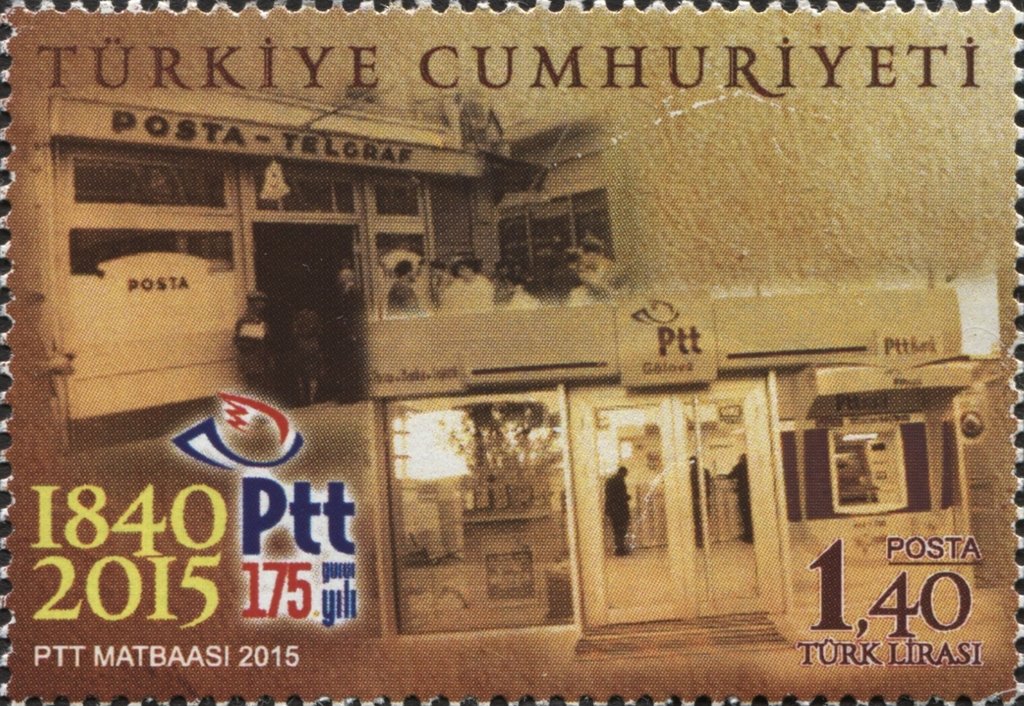 TÜRKİYE CUMHURİYETİ
POSTA - TELGRAF
POSTA
Ptt
1840
2015
Ptt
175.gurur
yılı
POSTA
1,40
TÜRK LİRASI
PTT MATBAASI 2015